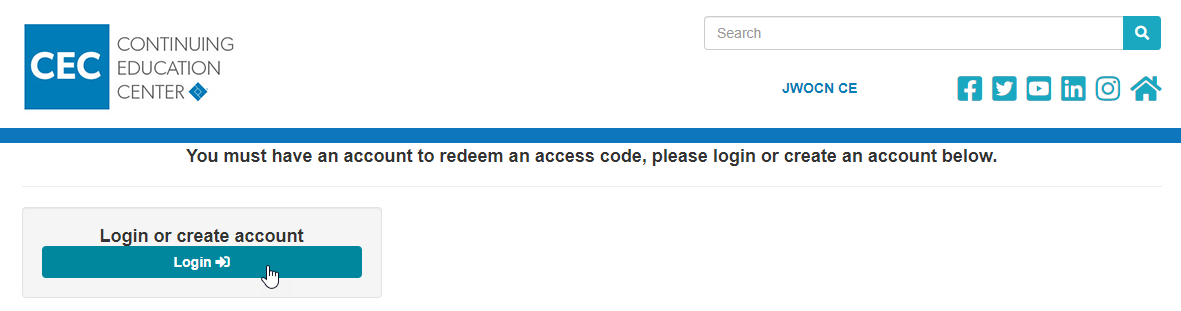 CEC
CONTINUING
EDUCATION
CENTER
Search
JWOCN CE
You must have an account to redeem an access code, please login or create an account below.
Login or create account
Login